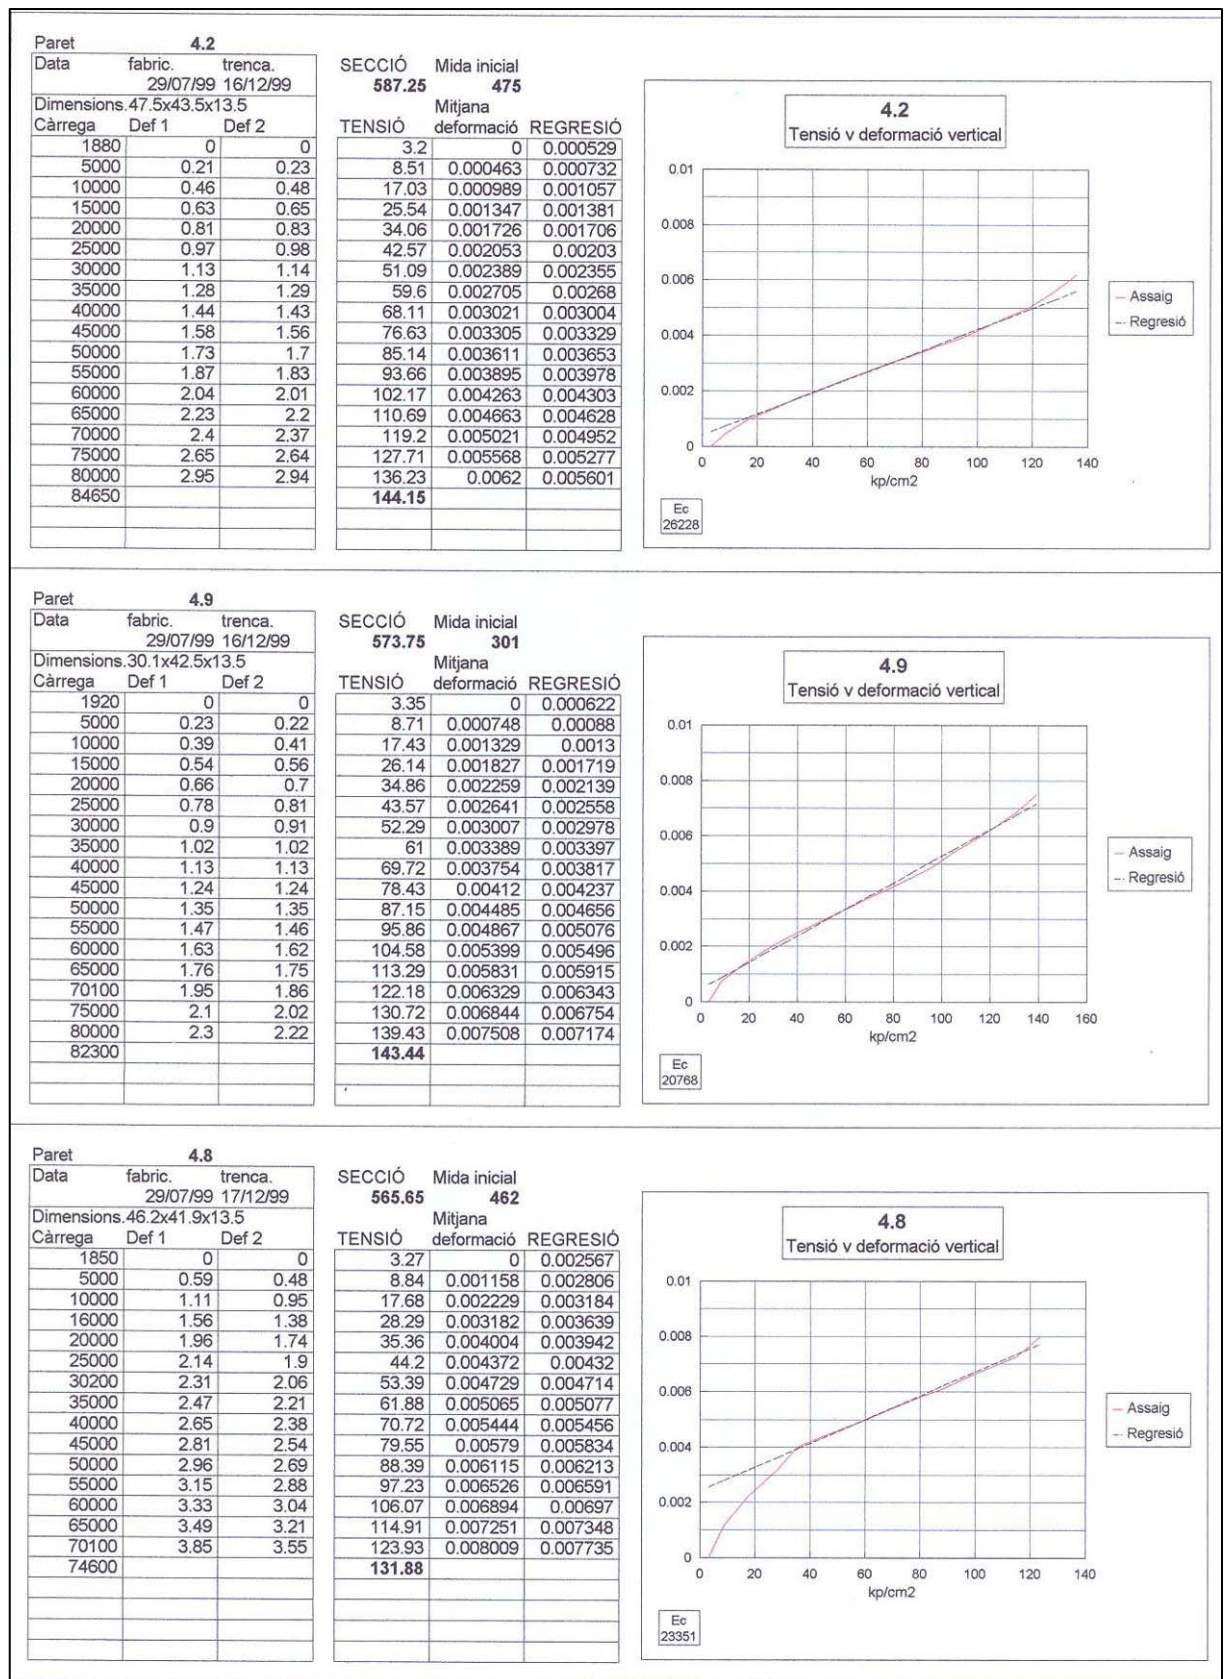 Paret 4.2
Data fabric. trenca. SECCIÓ Mida inicial
29/07/99 16/12/99 587.25 475
Dimensions.47.5x43.5x13.5 Mitjana
Càrrega Def 1 Def 2 TENSIÓ deformació REGRESIÓ
1880 0 0 3.2 0 0.000529
5000 0.21 0.23 8.51 0.000463 0.000732
10000 0.46 0.48 17.03 0.000989 0.001057
15000 0.63 0.65 25.54 0.001347 0.001381
20000 0.81 0.83 34.06 0.001726 0.001706
25000 0.97 0.98 42.57 0.002053 0.00203
30000 1.13 1.14 51.09 0.002389 0.002355
35000 1.28 1.29 59.6 0.002705 0.00268
40000 1.44 1.43 68.11 0.003021 0.003004
45000 1.58 1.56 76.63 0.003305 0.003329
50000 1.73 1.7 85.14 0.003611 0.003653
55000 1.87 1.83 93.66 0.003895 0.003978
60000 2.04 2.01 102.17 0.004263 0.004303
65000 2.23 2.2 110.69 0.004663 0.004628
70000 2.4 2.37 119.2 0.005021 0.004952
75000 2.65 2.64 127.71 0.005568 0.005277
80000 2.95 2.94 136.23 0.0062 0.005601
84650 144.15
4.2
Tensió v deformació vertical
0.01
0.008
0.006
0.004
0.002
0
0 20 40 60 80 100 120 140
kp/cm2
Assaig
Regresió
Ec
26228
Paret 4.9
Data fabric. trenca. SECCIÓ Mida inicial
29/07/99 16/12/99 573.75 301
Dimensions.30.1x42.5x13.5 Mitjana
Càrrega Def 1 Def 2 TENSIÓ deformació REGRESIÓ
1920 0 0 3.35 0 0.000622
5000 0.23 0.22 8.71 0.000748 0.00088
10000 0.39 0.41 17.43 0.001329 0.0013
15000 0.54 0.56 26.14 0.001827 0.001719
20000 0.66 0.7 34.86 0.002259 0.002139
25000 0.78 0.81 43.57 0.002641 0.002558
30000 0.9 0.91 52.29 0.003007 0.002978
35000 1.02 1.02 61 0.003389 0.003397
40000 1.13 1.13 69.72 0.003754 0.003817
45000 1.24 1.24 78.43 0.00412 0.004237
50000 1.35 1.35 87.15 0.004485 0.004656
55000 1.47 1.46 95.86 0.004867 0.005076
60000 1.63 1.62 104.58 0.005399 0.005496
65000 1.76 1.75 113.29 0.005831 0.005915
70100 1.95 1.86 122.18 0.006329 0.006343
75000 2.1 2.02 130.72 0.006844 0.006754
80000 2.3 2.22 139.43 0.007508 0.007174
82300 143.44
4.9
Tensió v deformació vertical
0.01
0.008
0.006
0.004
0.002
0
0 20 40 60 80 100 120 140 160
kp/cm2
Assaig
Regresió
Ec
20768
Paret 4.8
Data fabric. trenca. SECCIÓ Mida inicial
29/07/99 17/12/99 565.65 462
Dimensions.46.2x41.9x13.5 Mitjana
Càrrega Def 1 Def 2 TENSIÓ deformació REGRESIÓ
1850 0 0 3.27 0 0.002567
5000 0.59 0.48 8.84 0.001158 0.002806
10000 1.11 0.95 17.68 0.002229 0.003184
16000 1.56 1.38 28.29 0.003182 0.003639
20000 1.96 1.74 35.36 0.004004 0.003942
25000 2.14 1.9 44.2 0.004372 0.00432
30200 2.31 2.06 53.39 0.004729 0.004714
35000 2.47 2.21 61.88 0.005065 0.005077
40000 2.65 2.38 70.72 0.005444 0.005456
45000 2.81 2.54 79.55 0.00579 0.005834
50000 2.96 2.69 88.39 0.006115 0.006213
55000 3.15 2.88 97.23 0.006526 0.006591
60000 3.33 3.04 106.07 0.006894 0.00697
65000 3.49 3.21 114.91 0.007251 0.007348
70100 3.85 3.55 123.93 0.008009 0.007735
74600 131.88
4.8
Tensió v deformació vertical
0.01
0.008
0.006
0.004
0.002
0
0 20 40 60 80 100 120 140
kp/cm2
Assaig
Regresió
Ec
23351